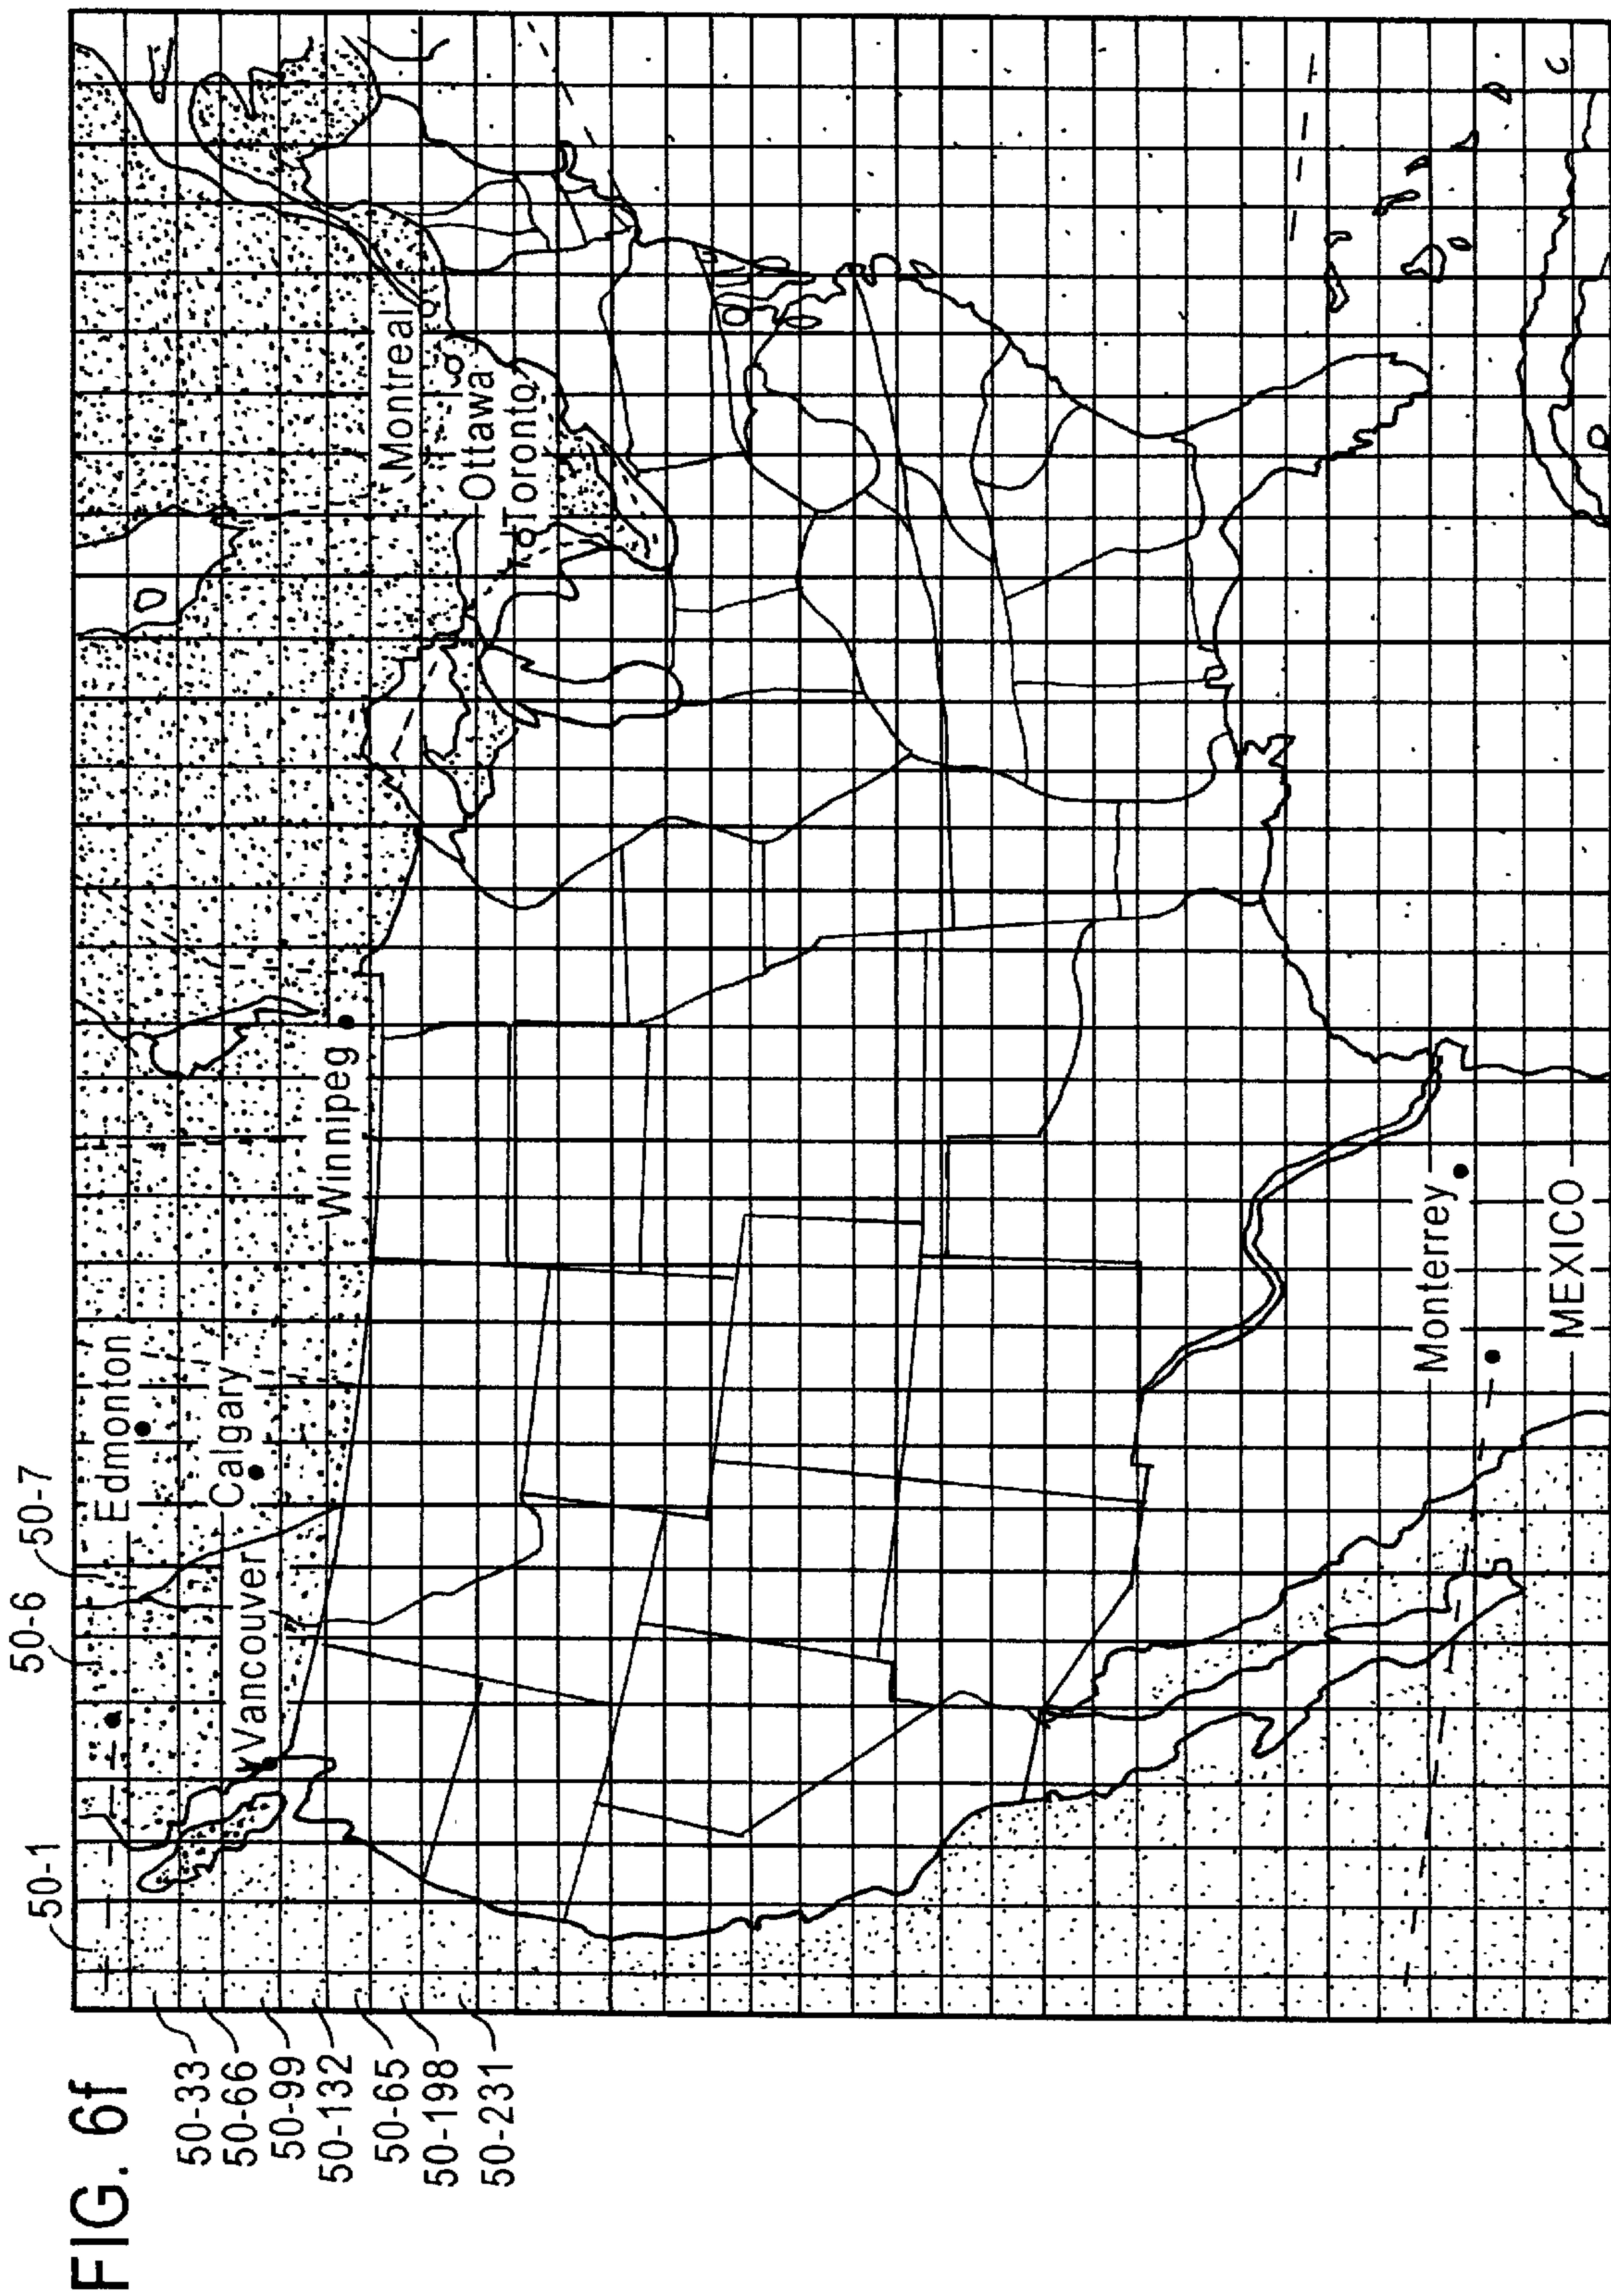 FIG. 6f
50-1
50-6
50-7
50-33
50-66
50-99
50-132
50-65
50-198
50-231
Edmonton
Calgary
Vancouver
Winnipeg
Montreal
Ottawa
Toronto
Monterrey
MEXICO